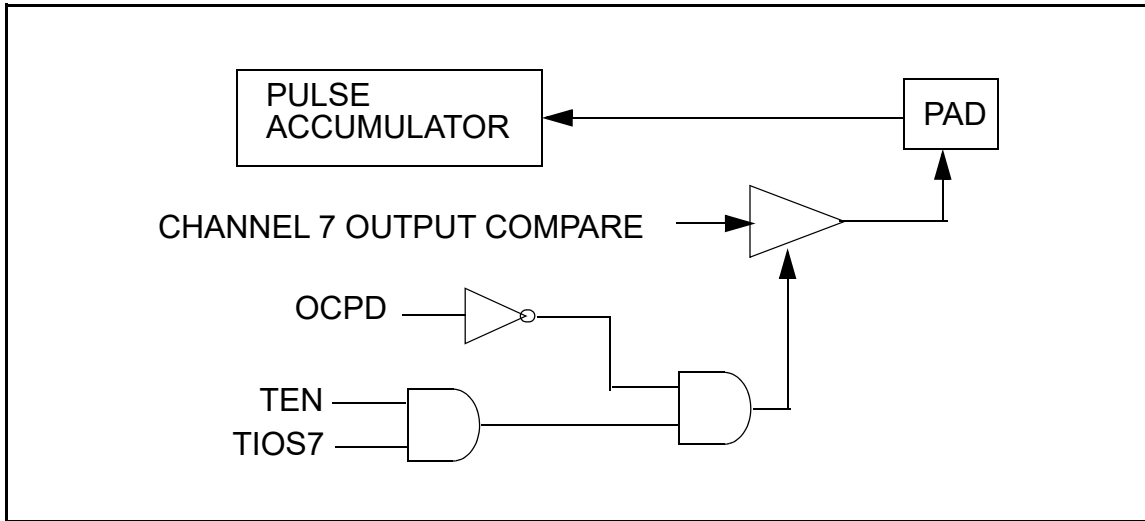 PULSE
ACCUMULATOR
PAD
CHANNEL 7 OUTPUT COMPARE
OCPD
TEN
TIOS7